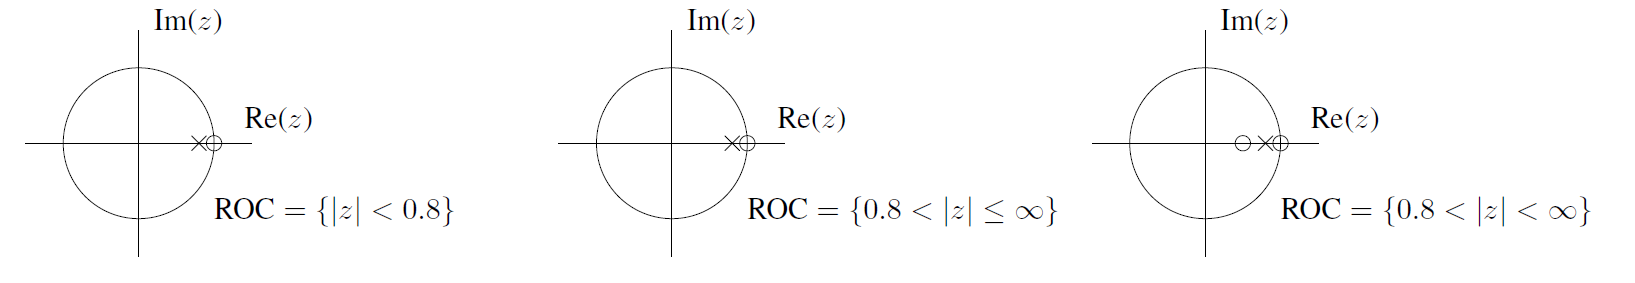 Im(z)
Re(z)
ROC = {|z| < 0.8}
Im(z)
Re(z)
ROC = {0.8 < |z| ≤ ∞}
Im(z)
Re(z)
ROC = {0.8 < |z| < ∞}